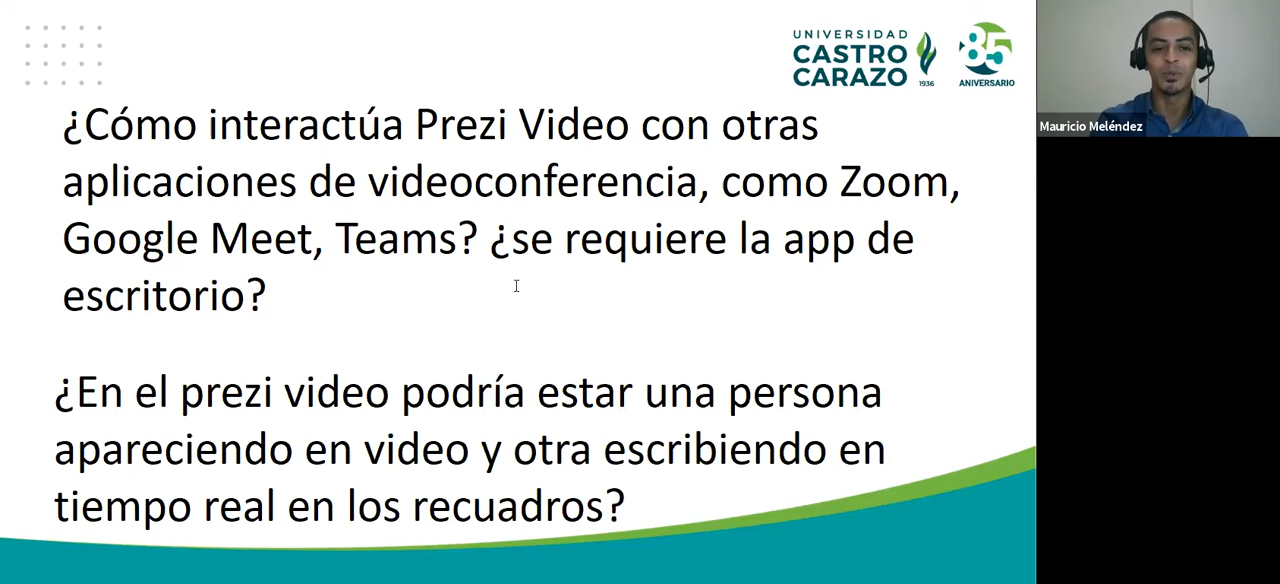 UNIVERSIDAD
CASTRO
CARAZO
1936
85
ANIVERSARIO
¿Cómo interactúa Prezi Video con otras
aplicaciones de videoconferencia, como Zoom,
Google Meet, Teams? ¿se requiere la app de
escritorio?
¿En el prezi video podría estar una persona
apareciendo en video y otra escribiendo en
tiempo real en los recuadros?
Mauricio Meléndez